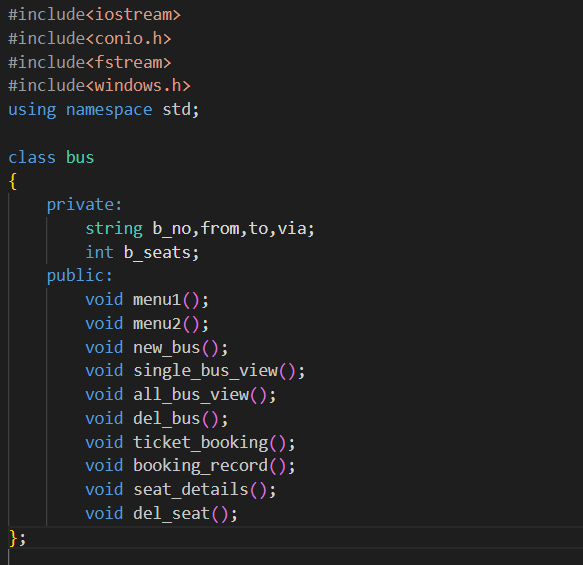 #include<iostream>
#include<conio.h>
#include<fstream>
#include<windows.h>
using namespace std;
class bus
{
private:
string b_no,from,to,via;
int b_seats;
public:
void menu1();
void menu2();
void new_bus();
void single_bus_view();
void all_bus_view();
void del_bus();
void ticket_booking();
void booking_record();
void seat_details();
void del_seat();
};